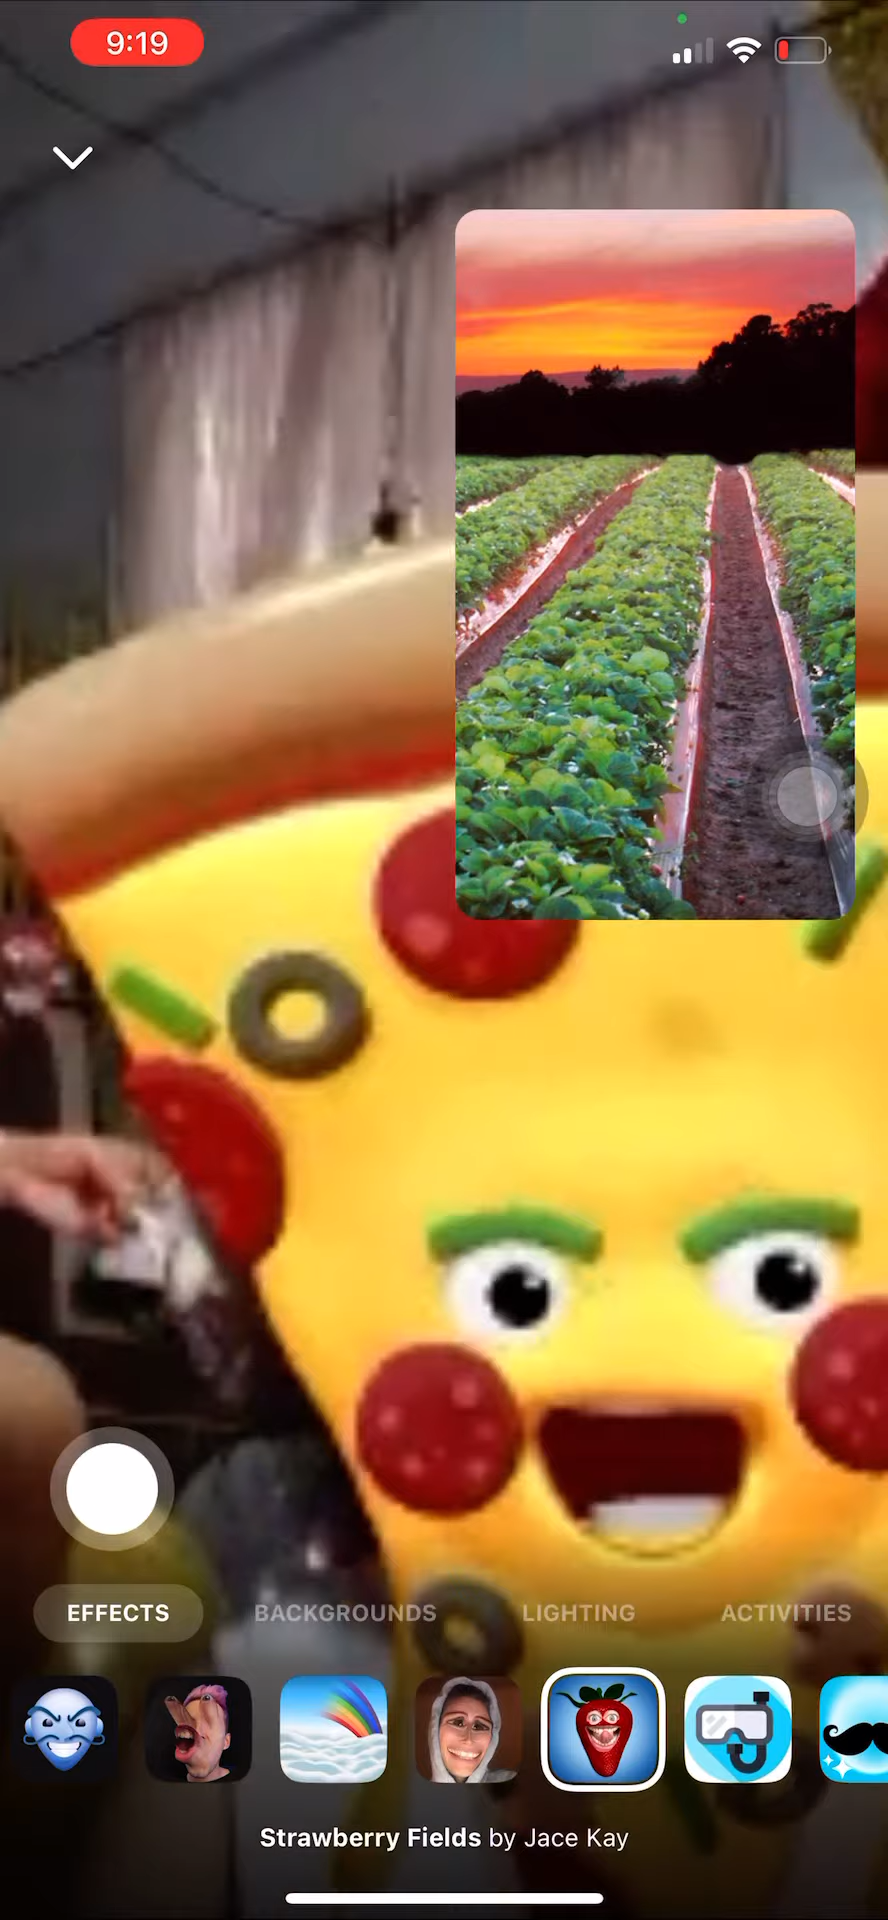 9:19
EFFECTS BACKGROUNDS LIGHTING ACTIVITIES
Strawberry Fields by Jace Kay